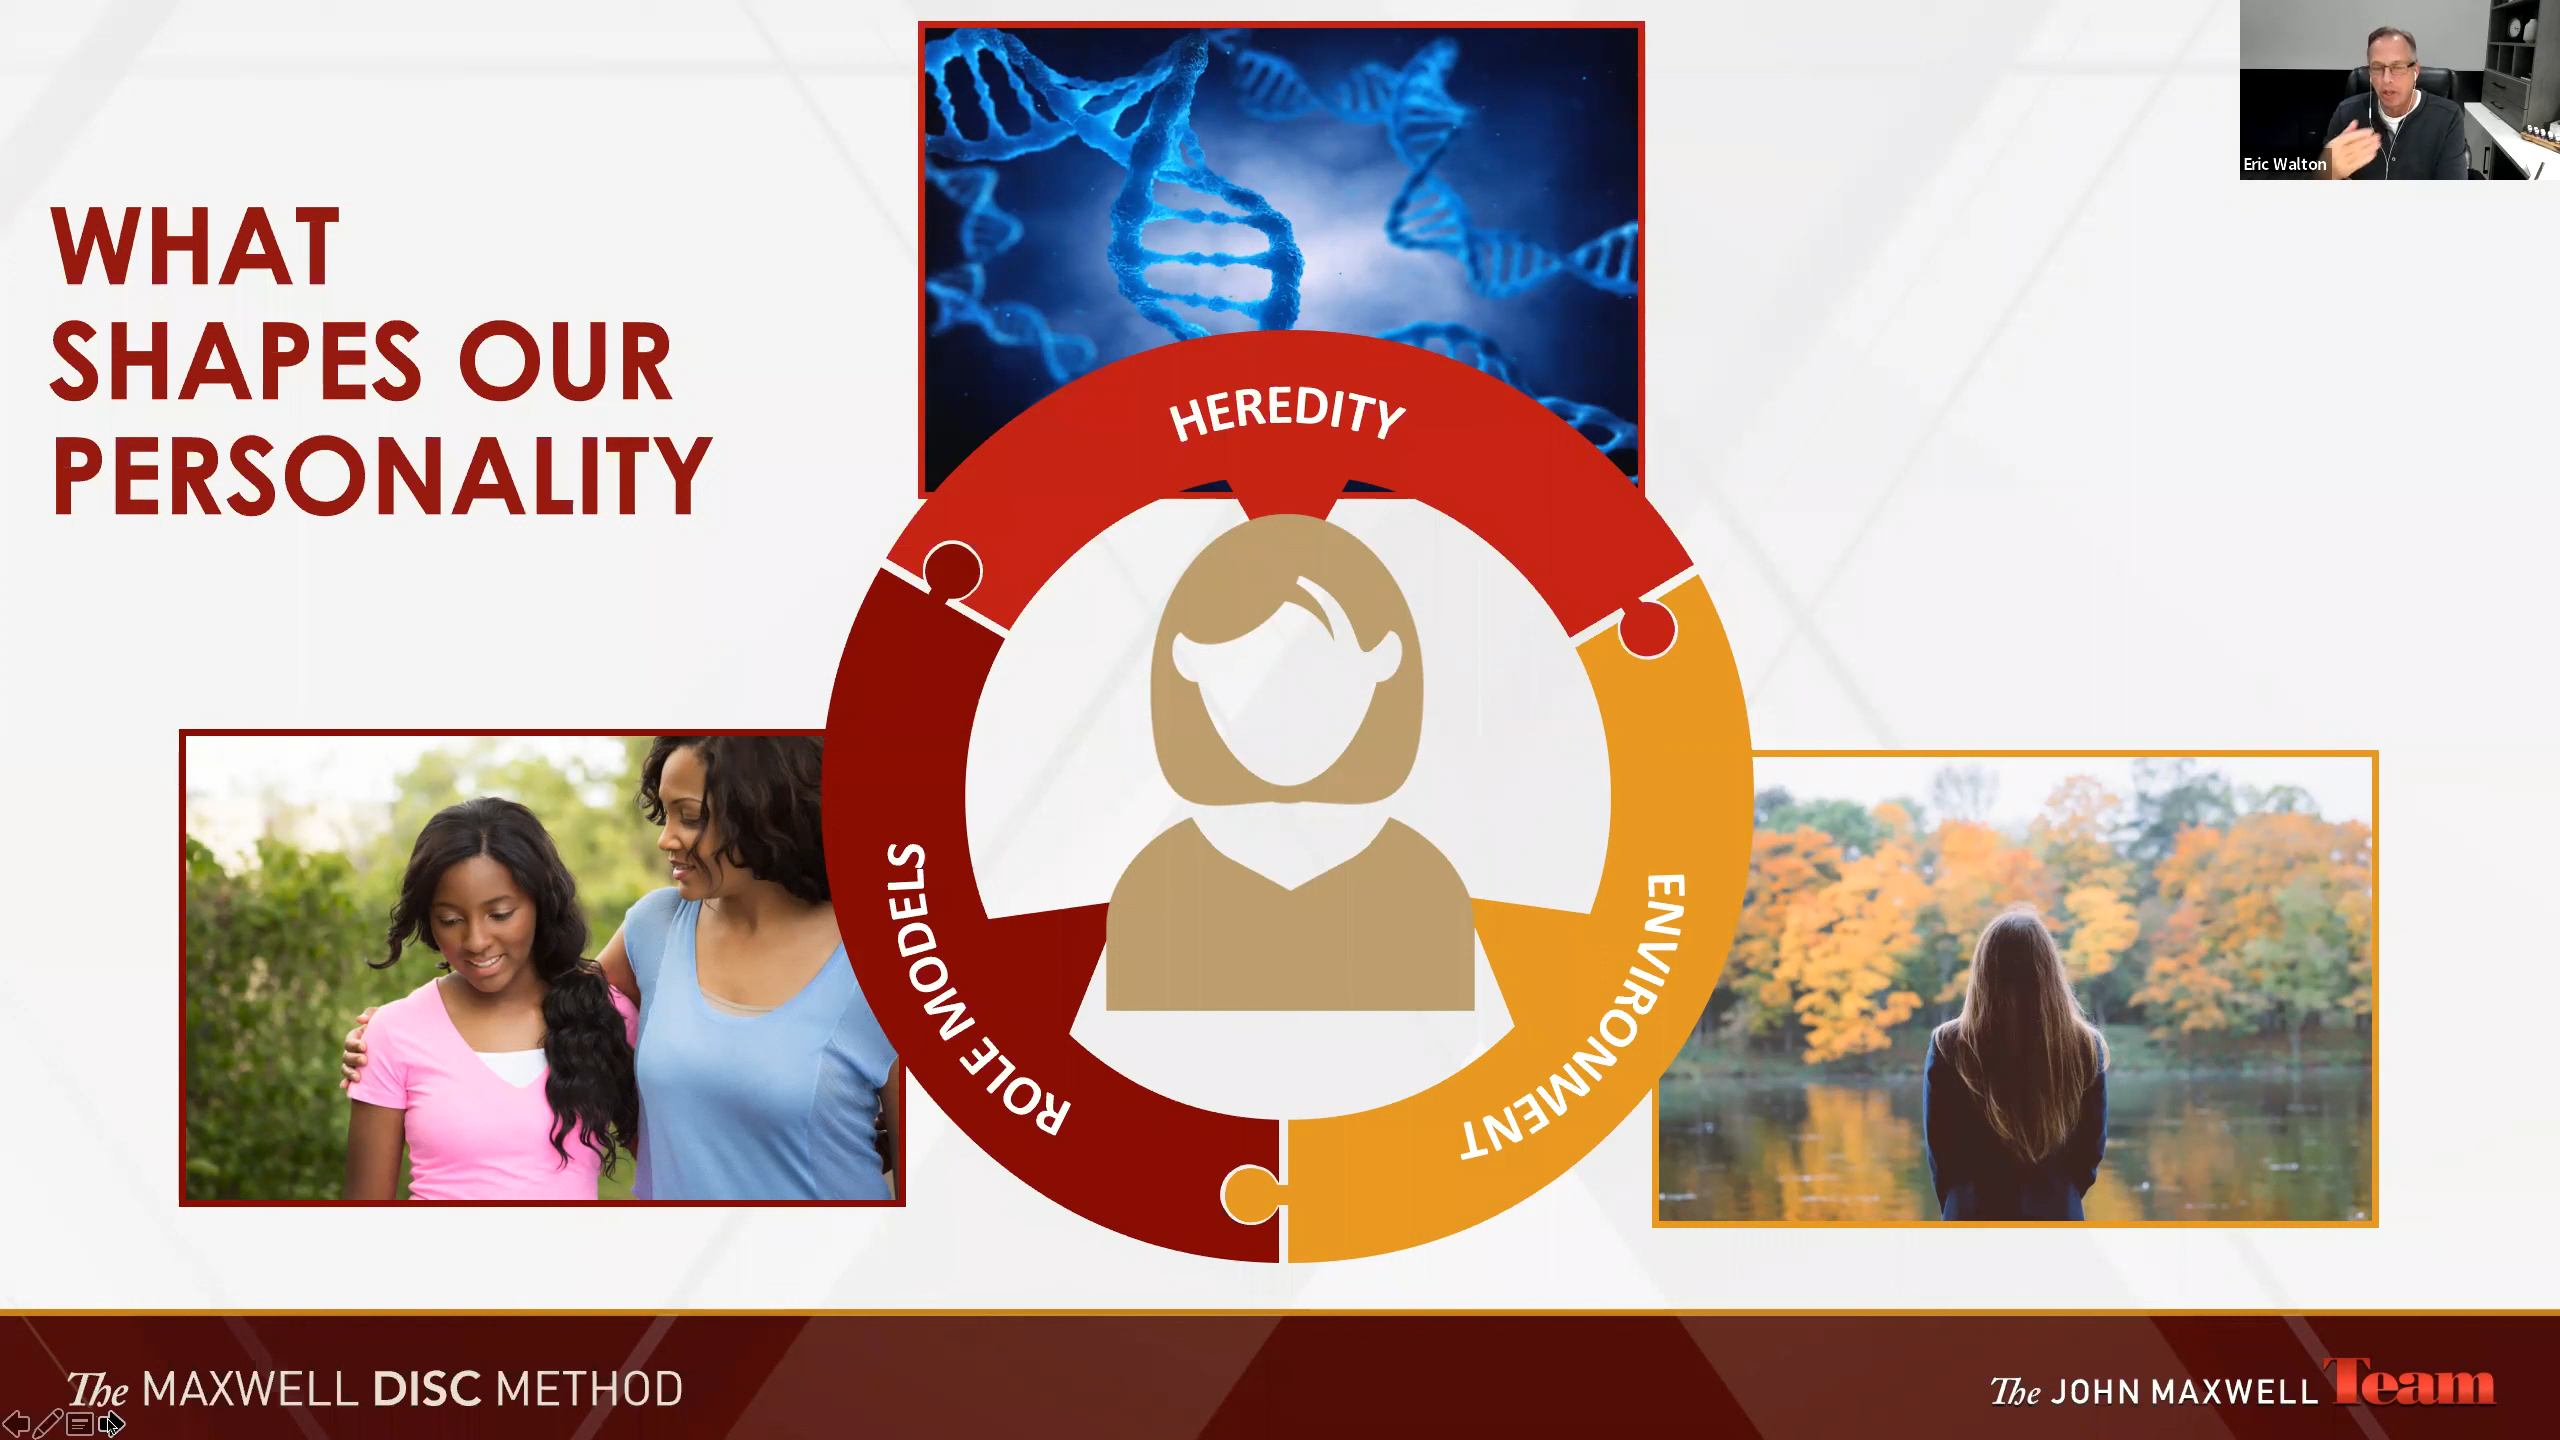 WHAT
SHAPES OUR
PERSONALITY
HEREDITY
ROLE MODELS
ENVIRONMENT
Eric Walton
The MAXWELL DISC METHOD
The JOHN MAXWELL Team